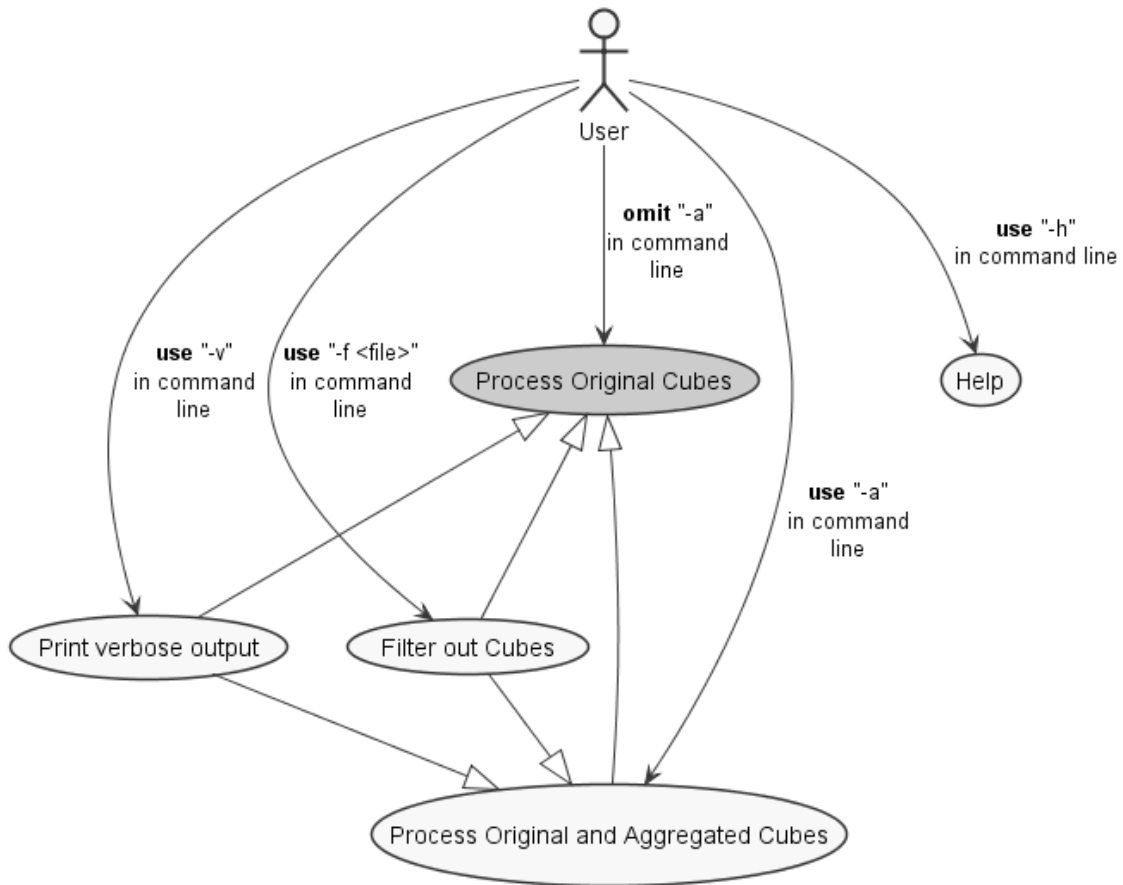 User
omit "-a"
in command
line
use "-h"
in command line
use "-v"
in command
line
use "-f <file>"
in command
line
Process Original Cubes
Help
use "-a"
in command
line
Print verbose output
Filter out Cubes
Process Original and Aggregated Cubes